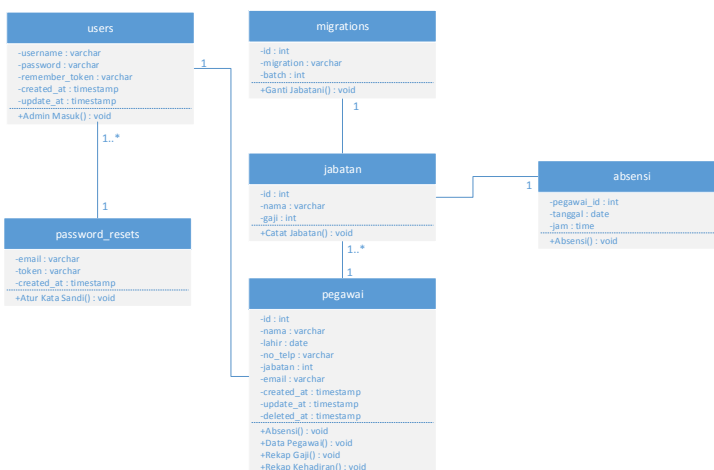 users
-username : varchar
-password : varchar
-remember_token : varchar
-created_at : timestamp
-update_at : timestamp
+Admin Masuk() : void
1
1..*
1
password_resets
-email : varchar
-token : varchar
-created_at : timestamp
+Atur Kata Sandi() : void
migrations
-id : int
-migration : varchar
-batch : int
+Ganti Jabatani() : void
1
jabatan
-id : int
-nama : varchar
-gaji : int
+Catat Jabatan() : void
1..*
1
1
absensi
-pegawai_id : int
-tanggal : date
-jam : time
+Absensi() : void
pegawai
-id : int
-nama : varchar
-lahir : date
-no_telp : varchar
-jabatan : int
-email : varchar
-created_at : timestamp
-update_at : timestamp
-deleted_at : timestamp
+Absensi() : void
+Data Pegawai() : void
+Rekap Gaji() : void
+Rekap Kehadiran() : void